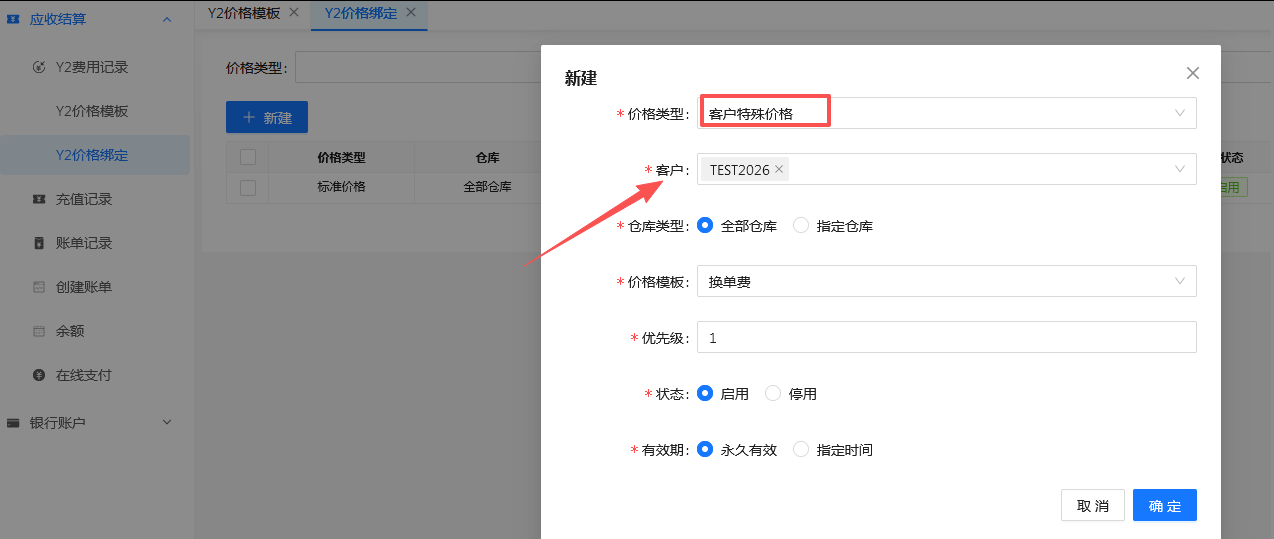 应收结算
Y2价格模板
Y2价格绑定
Y2费用记录
Y2价格模板
Y2价格绑定
充值记录
账单记录
创建账单
余额
在线支付
银行账户
价格类型:
新建
价格类型 仓库 状态
标准价格 全部仓库 启用
新建
* 价格类型: 客户特殊价格
* 客户: TEST2026
* 仓库类型: 全部仓库 指定仓库
* 价格模板: 换单费
* 优先级: 1
* 状态: 启用 停用
* 有效期: 永久有效 指定时间
取消 确定